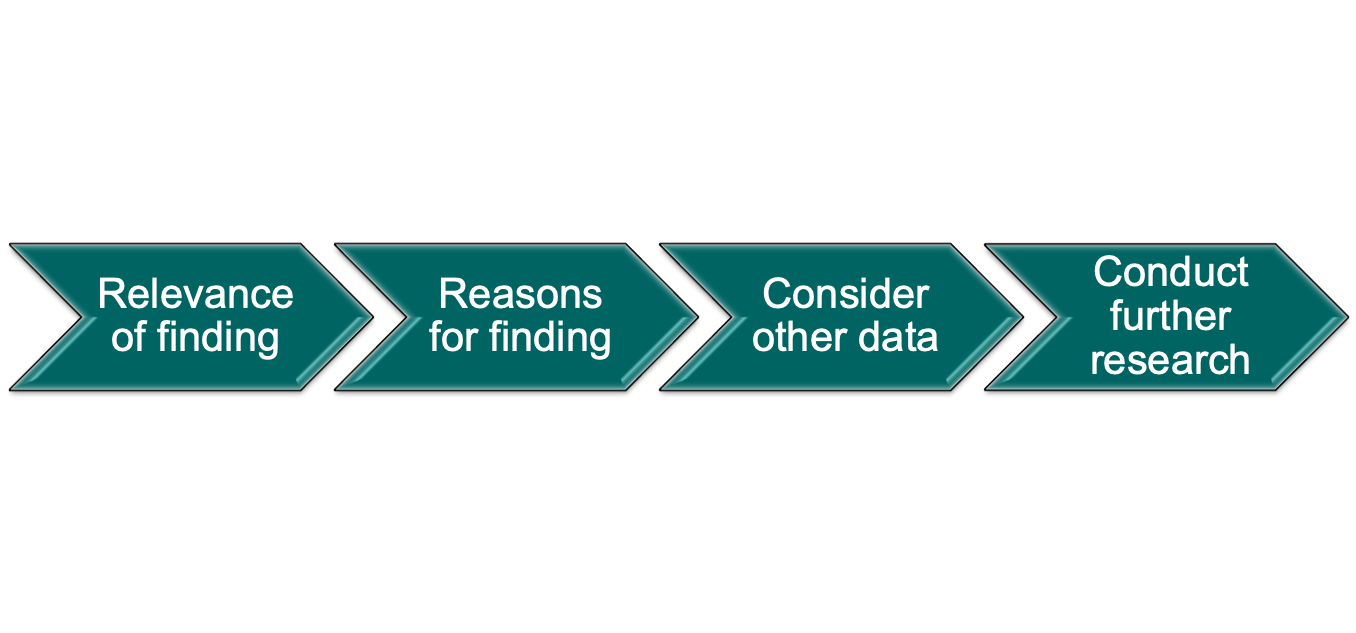 Relevance
of finding
Reasons
for finding
Consider
other data
Conduct
further
research